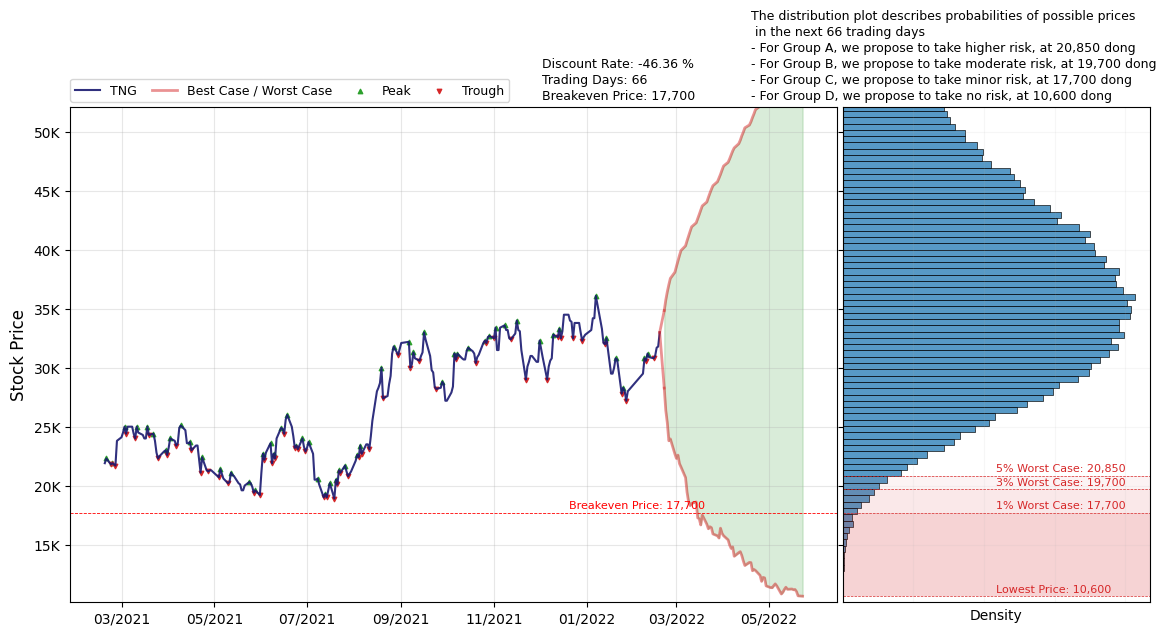 The distribution plot describes probabilities of possible prices
in the next 66 trading days
- For Group A, we propose to take higher risk, at 20,850 dong
- For Group B, we propose to take moderate risk, at 19,700 dong
- For Group C, we propose to take minor risk, at 17,700 dong
- For Group D, we propose to take no risk, at 10,600 dong
Discount Rate: -46.36 %
Trading Days: 66
Breakeven Price: 17,700
TNG Best Case / Worst Case Peak Trough
Stock Price
50K
45K
40K
35K
30K
25K
20K
15K
Breakeven Price: 17,700
5% Worst Case: 20,850
3% Worst Case: 19,700
1% Worst Case: 17,700
Lowest Price: 10,600
03/2021 05/2021 07/2021 09/2021 11/2021 01/2022 03/2022 05/2022
Density